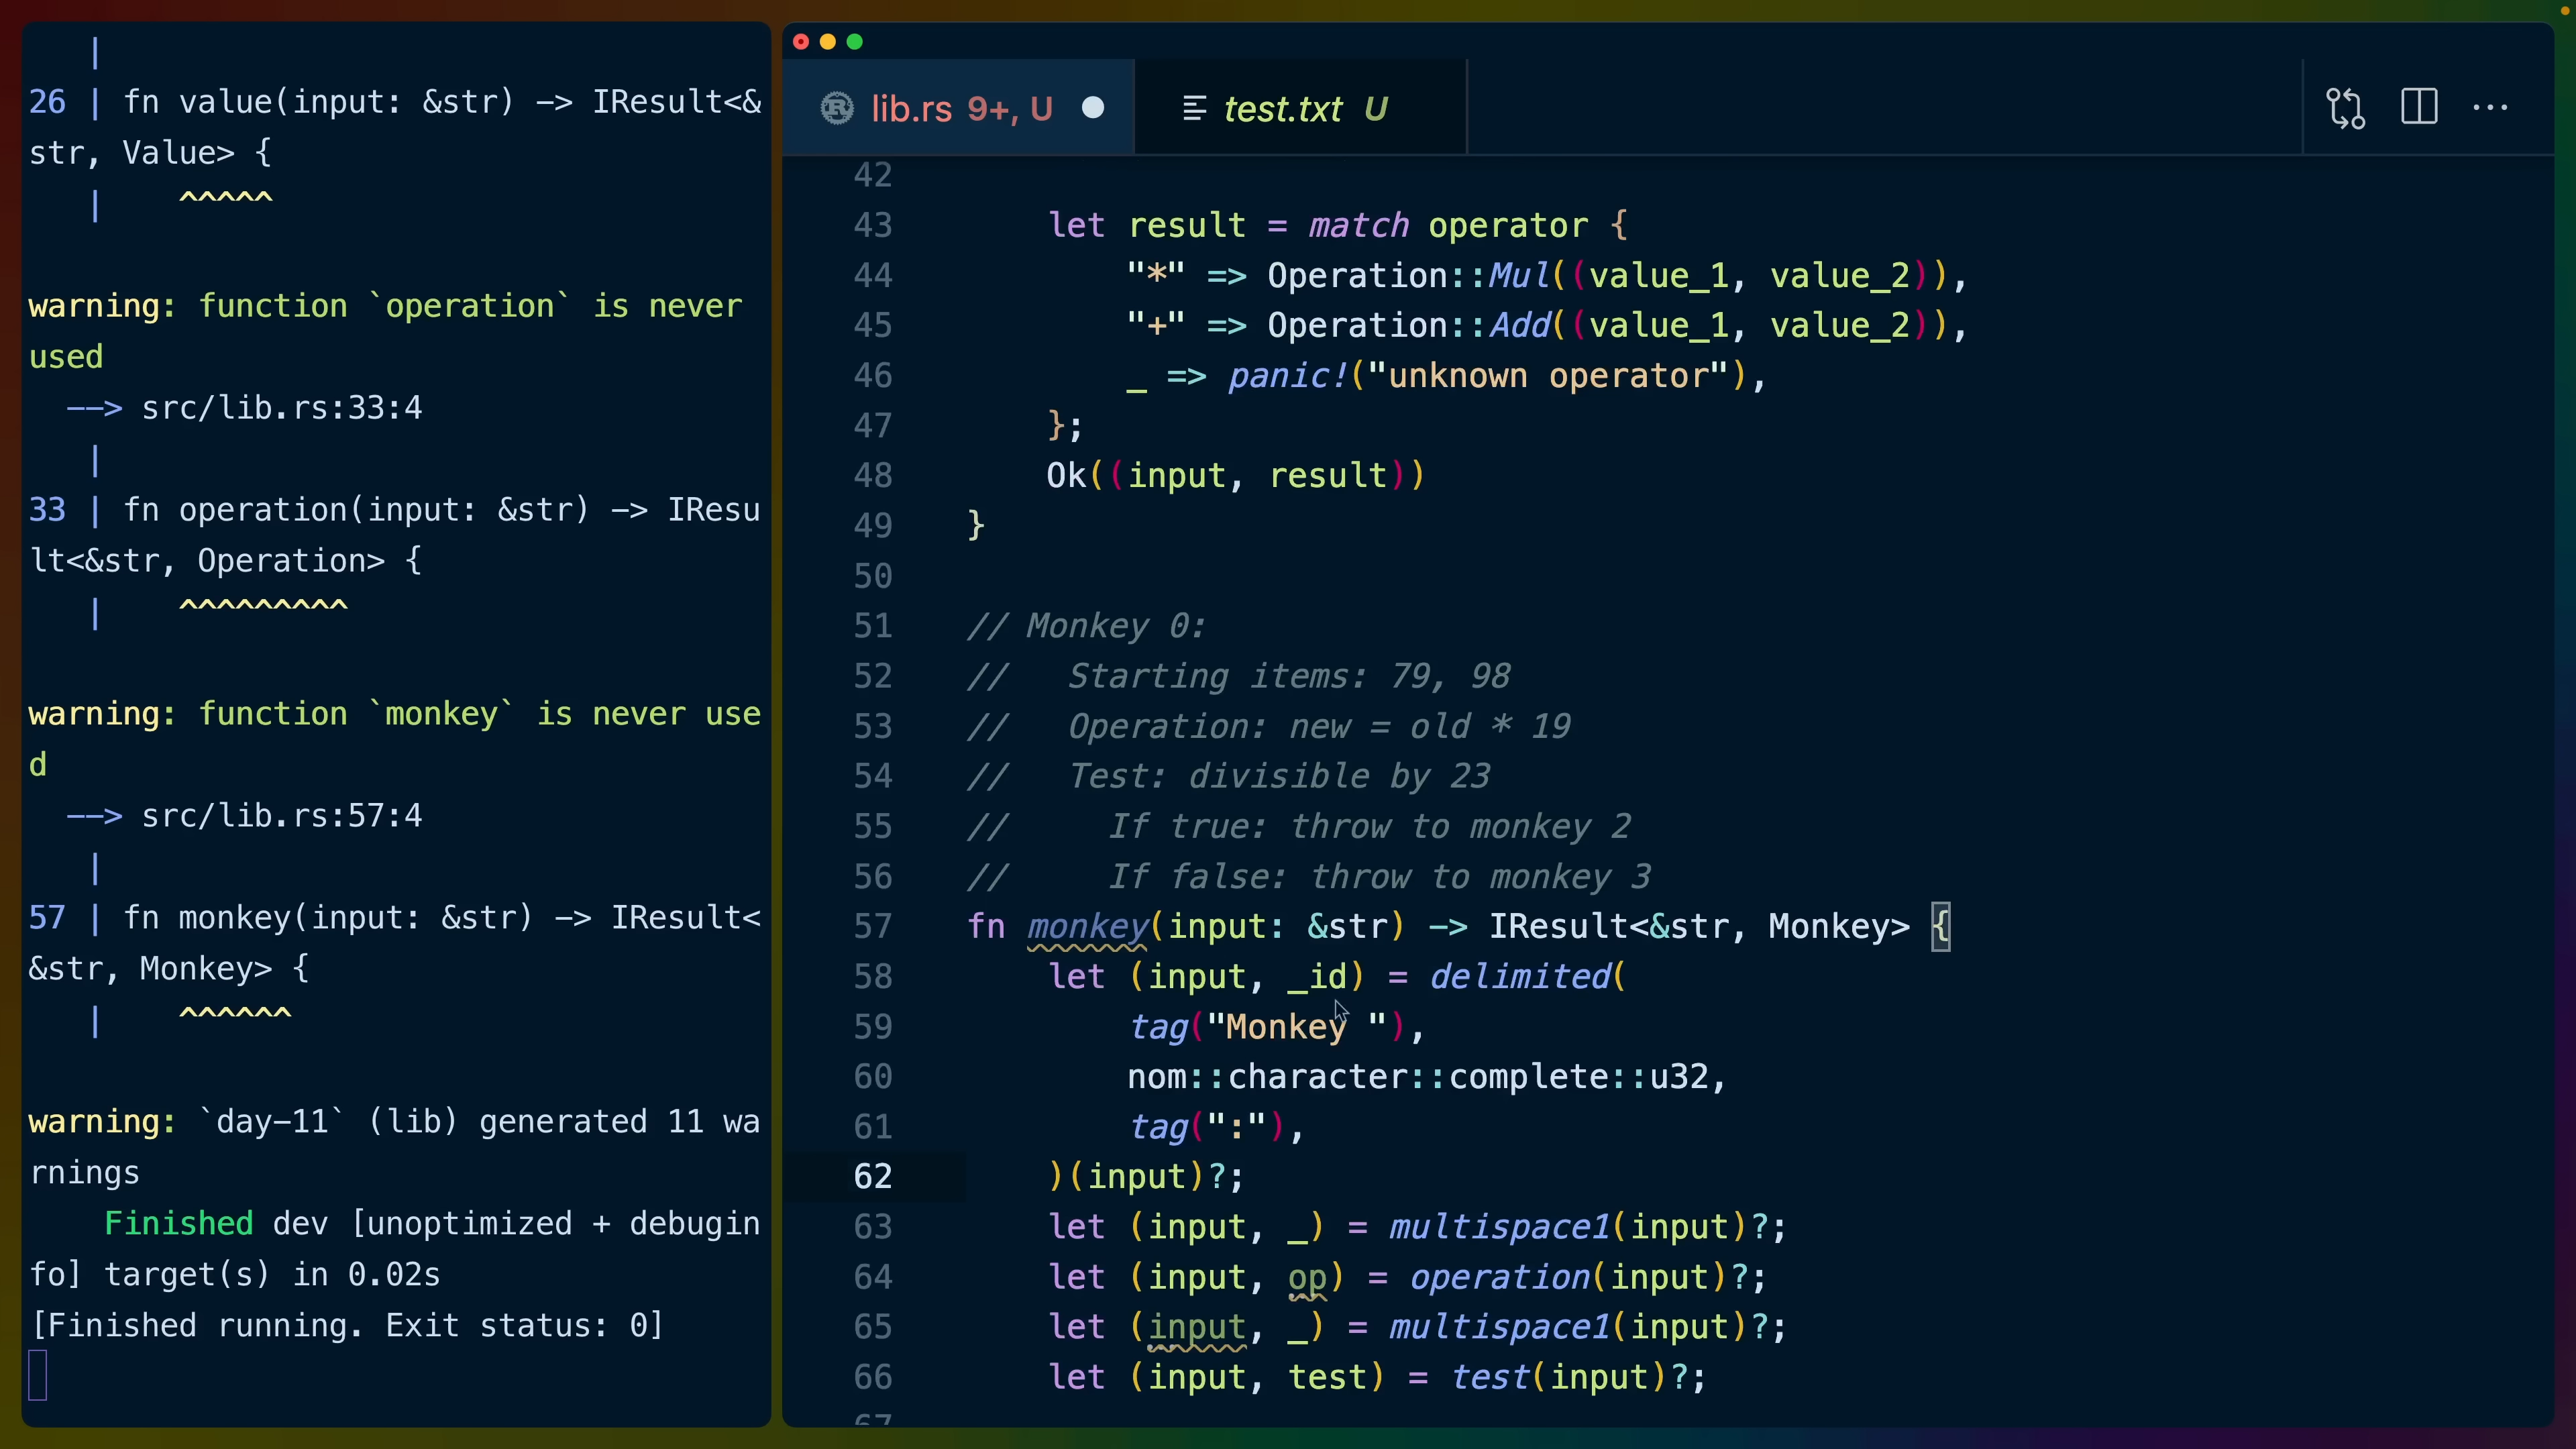 |
26 | fn value(input: &str) -> IResult<&
str, Value> {
| ^^^^^
warning: function `operation` is never
used
--> src/lib.rs:33:4
|
33 | fn operation(input: &str) -> IResu
lt<&str, Operation> {
| ^^^^^^^^^
warning: function `monkey` is never use
d
--> src/lib.rs:57:4
|
57 | fn monkey(input: &str) -> IResult<
&str, Monkey> {
| ^^^^^^
warning: `day-11` (lib) generated 11 wa
rnings
Finished dev [unoptimized + debugin
fo] target(s) in 0.02s
[Finished running. Exit status: 0]
lib.rs 9+, U
test.txt U
42
43 let result = match operator {
44 "*" => Operation::Mul((value_1, value_2)),
45 "+" => Operation::Add((value_1, value_2)),
46 _ => panic!("unknown operator"),
47 };
48 Ok((input, result))
49 }
50
51 // Monkey 0:
52 //   Starting items: 79, 98
53 //   Operation: new = old * 19
54 //   Test: divisible by 23
55 //     If true: throw to monkey 2
56 //     If false: throw to monkey 3
57 fn monkey(input: &str) -> IResult<&str, Monkey> {
58 let (input, _id) = delimited(
59 tag("Monkey "),
60 nom::character::complete::u32,
61 tag(":"),
62 )(input)?;
63 let (input, _) = multispace1(input)?;
64 let (input, op) = operation(input)?;
65 let (input, _) = multispace1(input)?;
66 let (input, test) = test(input)?;
67